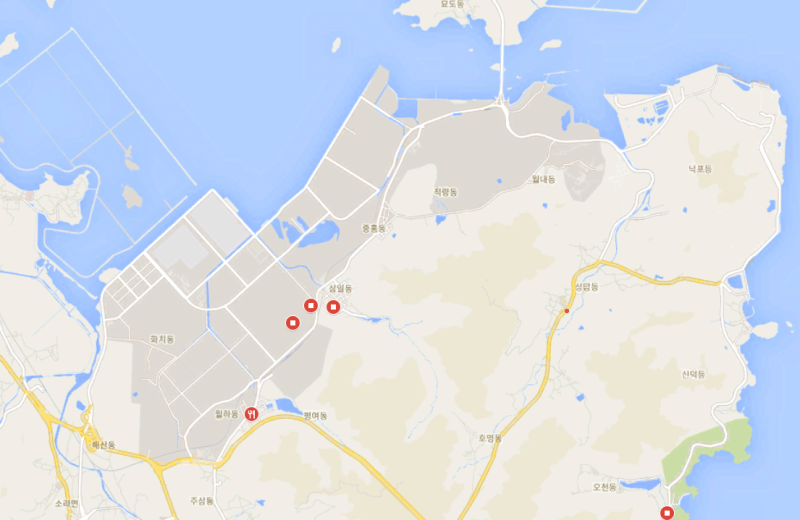 묘도동
낙포동
적량동
월내동
중흥동
삼일동
성암동
화치동
신덕동
월하동
평여동
호명동
해산동
오천동
주삼동
소라면